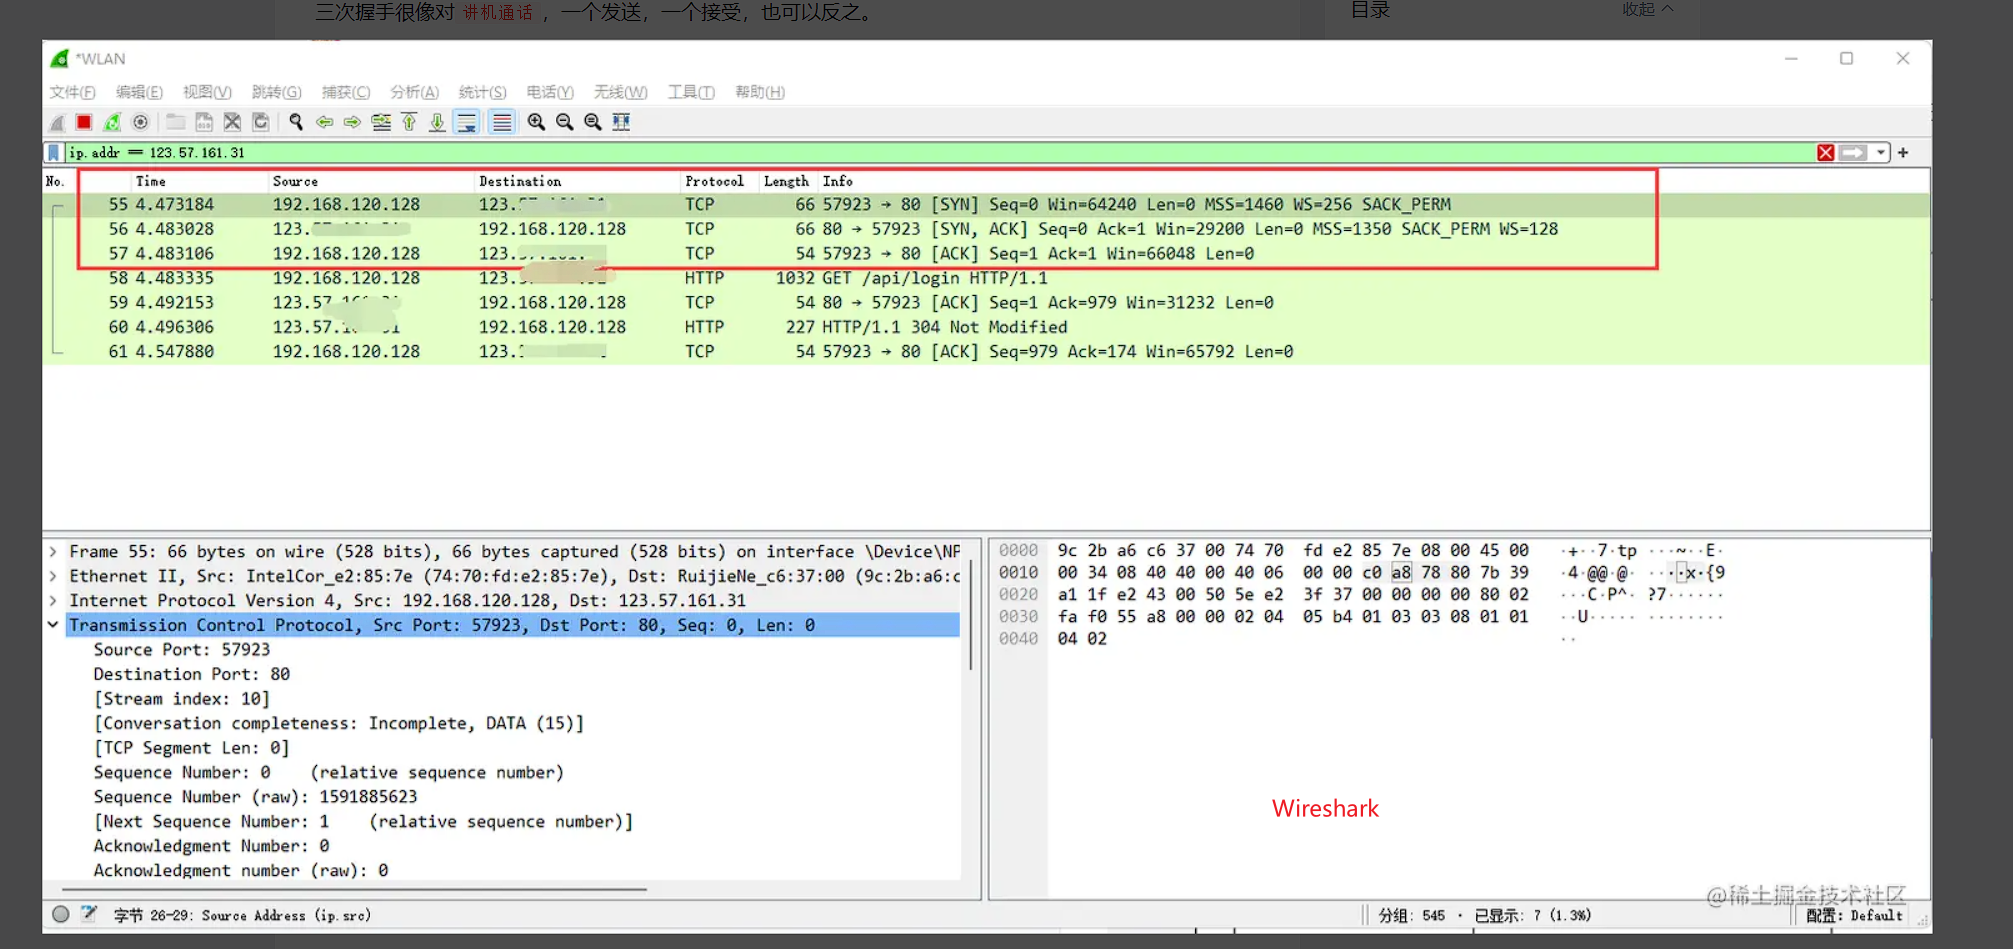 三次握手很像对 讲机通话 ，一个发送，一个接受，也可以反之。
目录
收起
*WLAN
文件(F) 编辑(E) 视图(V) 跳转(G) 捕获(C) 分析(A) 统计(S) 电话(Y) 无线(W) 工具(T) 帮助(H)
ip.addr == 123.57.161.31
No. Time Source Destination Protocol Length Info
55 4.473184 192.168.120.128 123. TCP 66 57923 → 80 [SYN] Seq=0 Win=64240 Len=0 MSS=1460 WS=256 SACK_PERM
56 4.483028 123. 192.168.120.128 TCP 66 80 → 57923 [SYN, ACK] Seq=0 Ack=1 Win=29200 Len=0 MSS=1350 SACK_PERM WS=128
57 4.483106 192.168.120.128 123. TCP 54 57923 → 80 [ACK] Seq=1 Ack=1 Win=66048 Len=0
58 4.483335 192.168.120.128 123. HTTP 1032 GET /api/login HTTP/1.1
59 4.492153 123.57. 192.168.120.128 TCP 54 80 → 57923 [ACK] Seq=1 Ack=979 Win=31232 Len=0
60 4.496306 123.57. 192.168.120.128 HTTP 227 HTTP/1.1 304 Not Modified
61 4.547880 192.168.120.128 123. TCP 54 57923 → 80 [ACK] Seq=979 Ack=174 Win=65792 Len=0
Frame 55: 66 bytes on wire (528 bits), 66 bytes captured (528 bits) on interface \Device\NP
Ethernet II, Src: IntelCor_e2:85:7e (74:70:fd:e2:85:7e), Dst: RuijieNe_c6:37:00 (9c:2b:a6:c
Internet Protocol Version 4, Src: 192.168.120.128, Dst: 123.57.161.31
Transmission Control Protocol, Src Port: 57923, Dst Port: 80, Seq: 0, Len: 0
Source Port: 57923
Destination Port: 80
[Stream index: 10]
[Conversation completeness: Incomplete, DATA (15)]
[TCP Segment Len: 0]
Sequence Number: 0 (relative sequence number)
Sequence Number (raw): 1591885623
[Next Sequence Number: 1 (relative sequence number)]
Acknowledgment Number: 0
Acknowledgment number (raw): 0
0000 9c 2b a6 c6 37 00 74 70 fd e2 85 7e 08 00 45 00 ·+··7·tp ···~··E·
0010 00 34 08 40 40 00 40 06 00 00 c0 a8 78 80 7b 39 ·4·@@·@· ····x·{9
0020 a1 1f e2 43 00 50 5e e2 3f 37 00 00 00 00 80 02 ···C·P^· ?7······
0030 fa f0 55 a8 00 00 02 04 05 b4 01 03 03 08 01 01 ··U····· ········
0040 04 02 ··
Wireshark
@稀土掘金技术社区
字节 26-29: Source Address (ip.src)
分组: 545 · 已显示: 7 (1.3%)
配置: Default